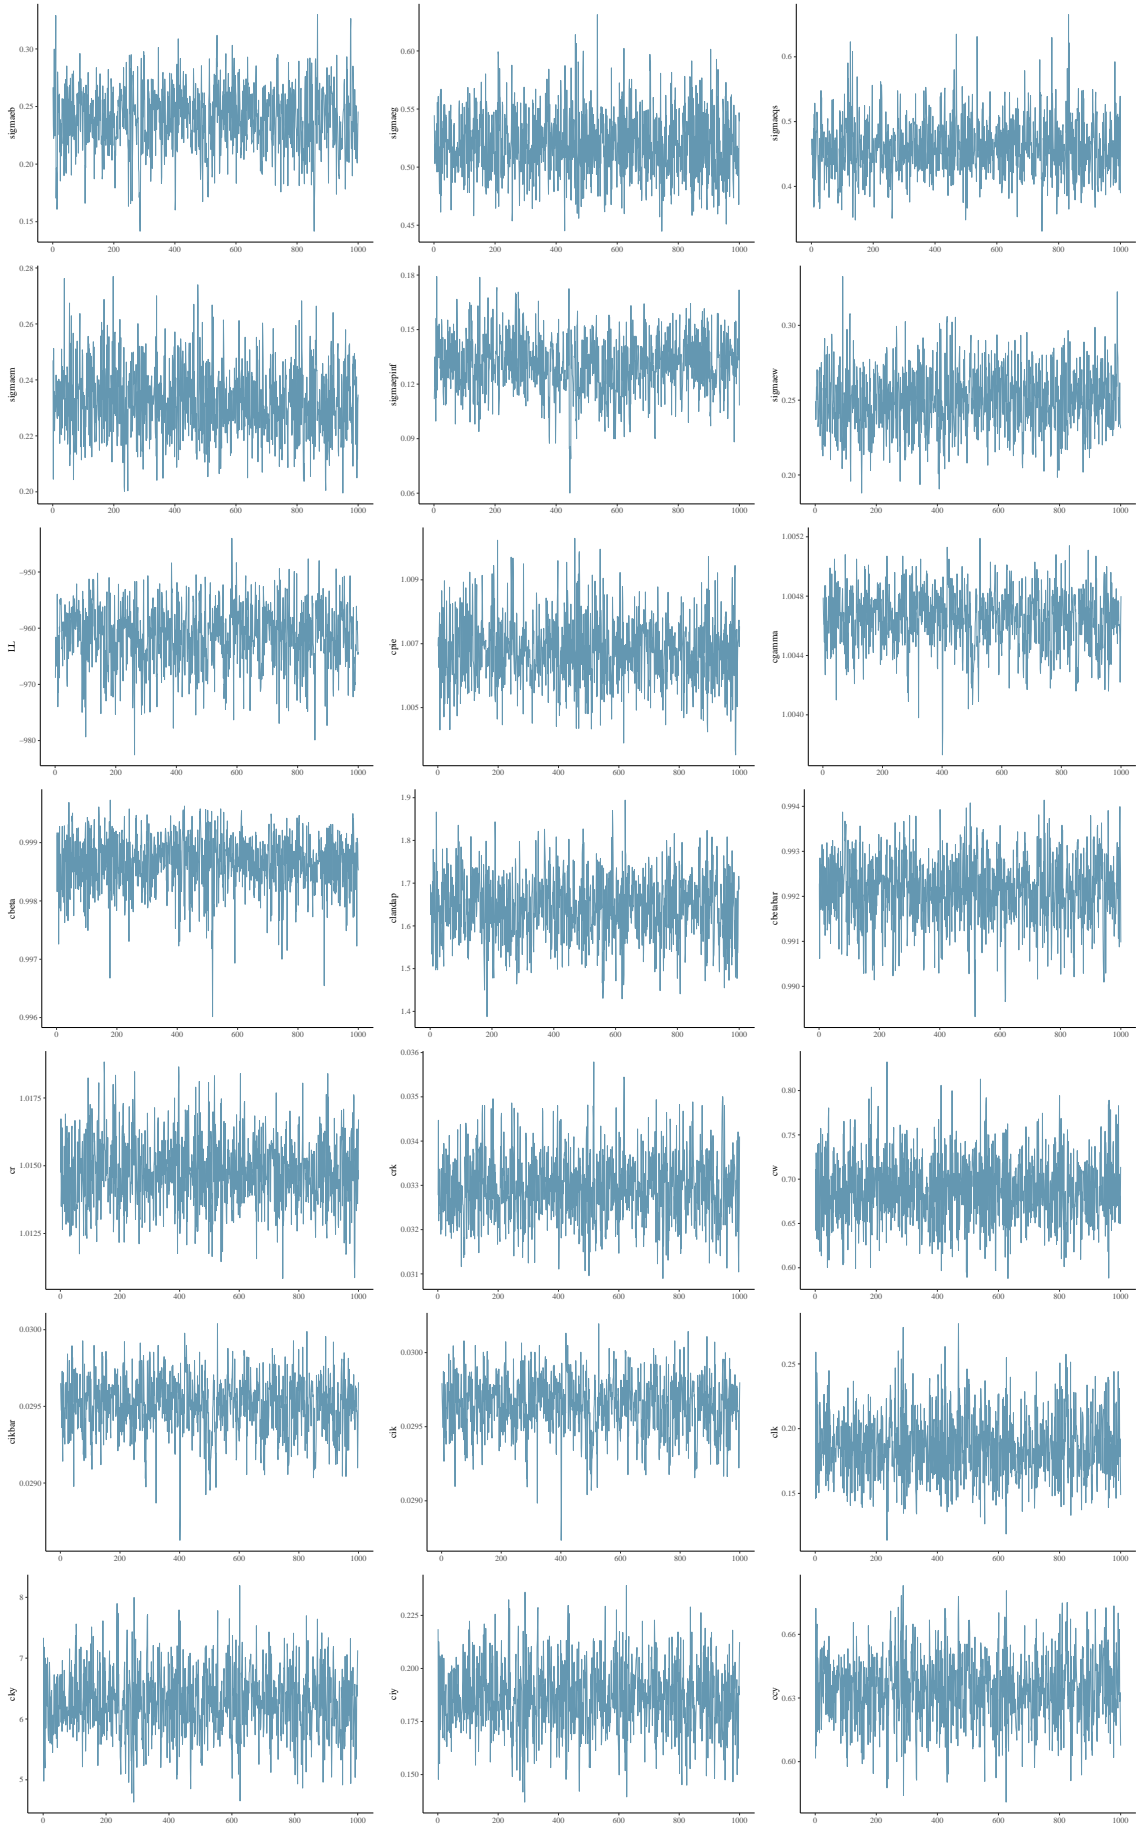 sigmaeb
0.30
0.25
0.20
0.15
0 200 400 600 800 1000
sigmaeg
0.60
0.55
0.50
0.45
0 200 400 600 800 1000
sigmaeqs
0.6
0.5
0.4
0 200 400 600 800 1000
sigmaem
0.28
0.26
0.24
0.22
0.20
0 200 400 600 800 1000
sigmaepinf
0.18
0.15
0.12
0.09
0.06
0 200 400 600 800 1000
sigmaew
0.30
0.25
0.20
0 200 400 600 800 1000
LL
−950
−960
−970
−980
0 200 400 600 800 1000
cpie
1.009
1.007
1.005
0 200 400 600 800 1000
cgamma
1.0052
1.0048
1.0044
1.0040
0 200 400 600 800 1000
cbeta
0.999
0.998
0.997
0.996
0 200 400 600 800 1000
clandap
1.9
1.8
1.7
1.6
1.5
1.4
0 200 400 600 800 1000
cbetabar
0.994
0.993
0.992
0.991
0.990
0 200 400 600 800 1000
cr
1.0175
1.0150
1.0125
0 200 400 600 800 1000
crk
0.036
0.035
0.034
0.033
0.032
0.031
0 200 400 600 800 1000
cw
0.80
0.75
0.70
0.65
0.60
0 200 400 600 800 1000
cikbar
0.0300
0.0295
0.0290
0 200 400 600 800 1000
cik
0.0300
0.0295
0.0290
0 200 400 600 800 1000
clk
0.25
0.20
0.15
0 200 400 600 800 1000
cky
8
7
6
5
0 200 400 600 800 1000
ciy
0.225
0.200
0.175
0.150
0 200 400 600 800 1000
ccy
0.66
0.63
0.60
0 200 400 600 800 1000